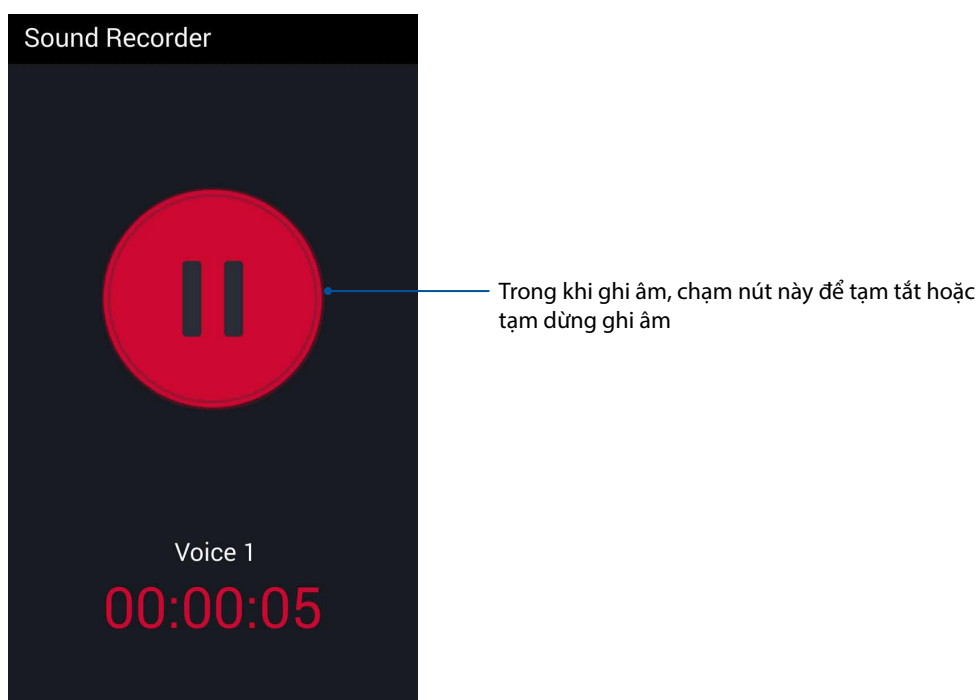 Sound Recorder
Trong khi ghi âm, chạm nút này để tạm tắt hoặc
tạm dừng ghi âm
Voice 1
00:00:05